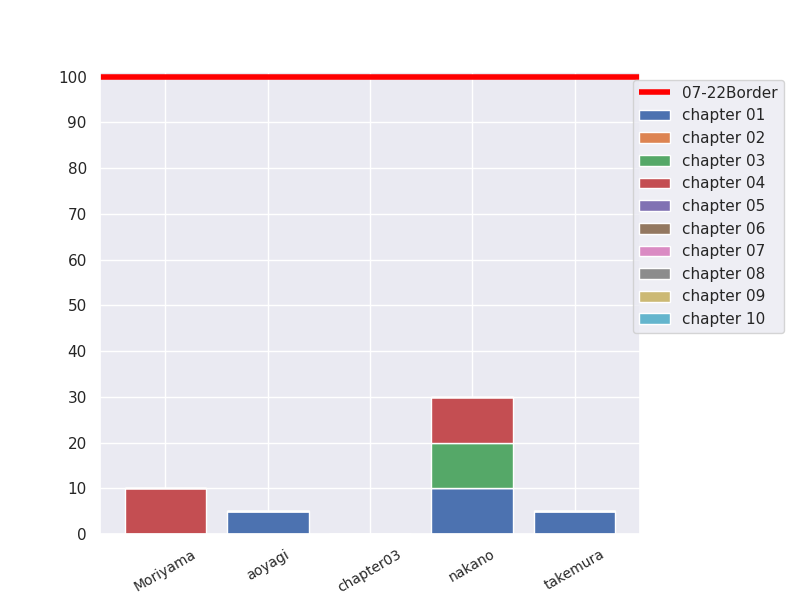 100
90
80
70
60
50
40
30
20
10
0
Moriyama
aoyagi
chapter03
nakano
takemura
07-22Border
chapter 01
chapter 02
chapter 03
chapter 04
chapter 05
chapter 06
chapter 07
chapter 08
chapter 09
chapter 10